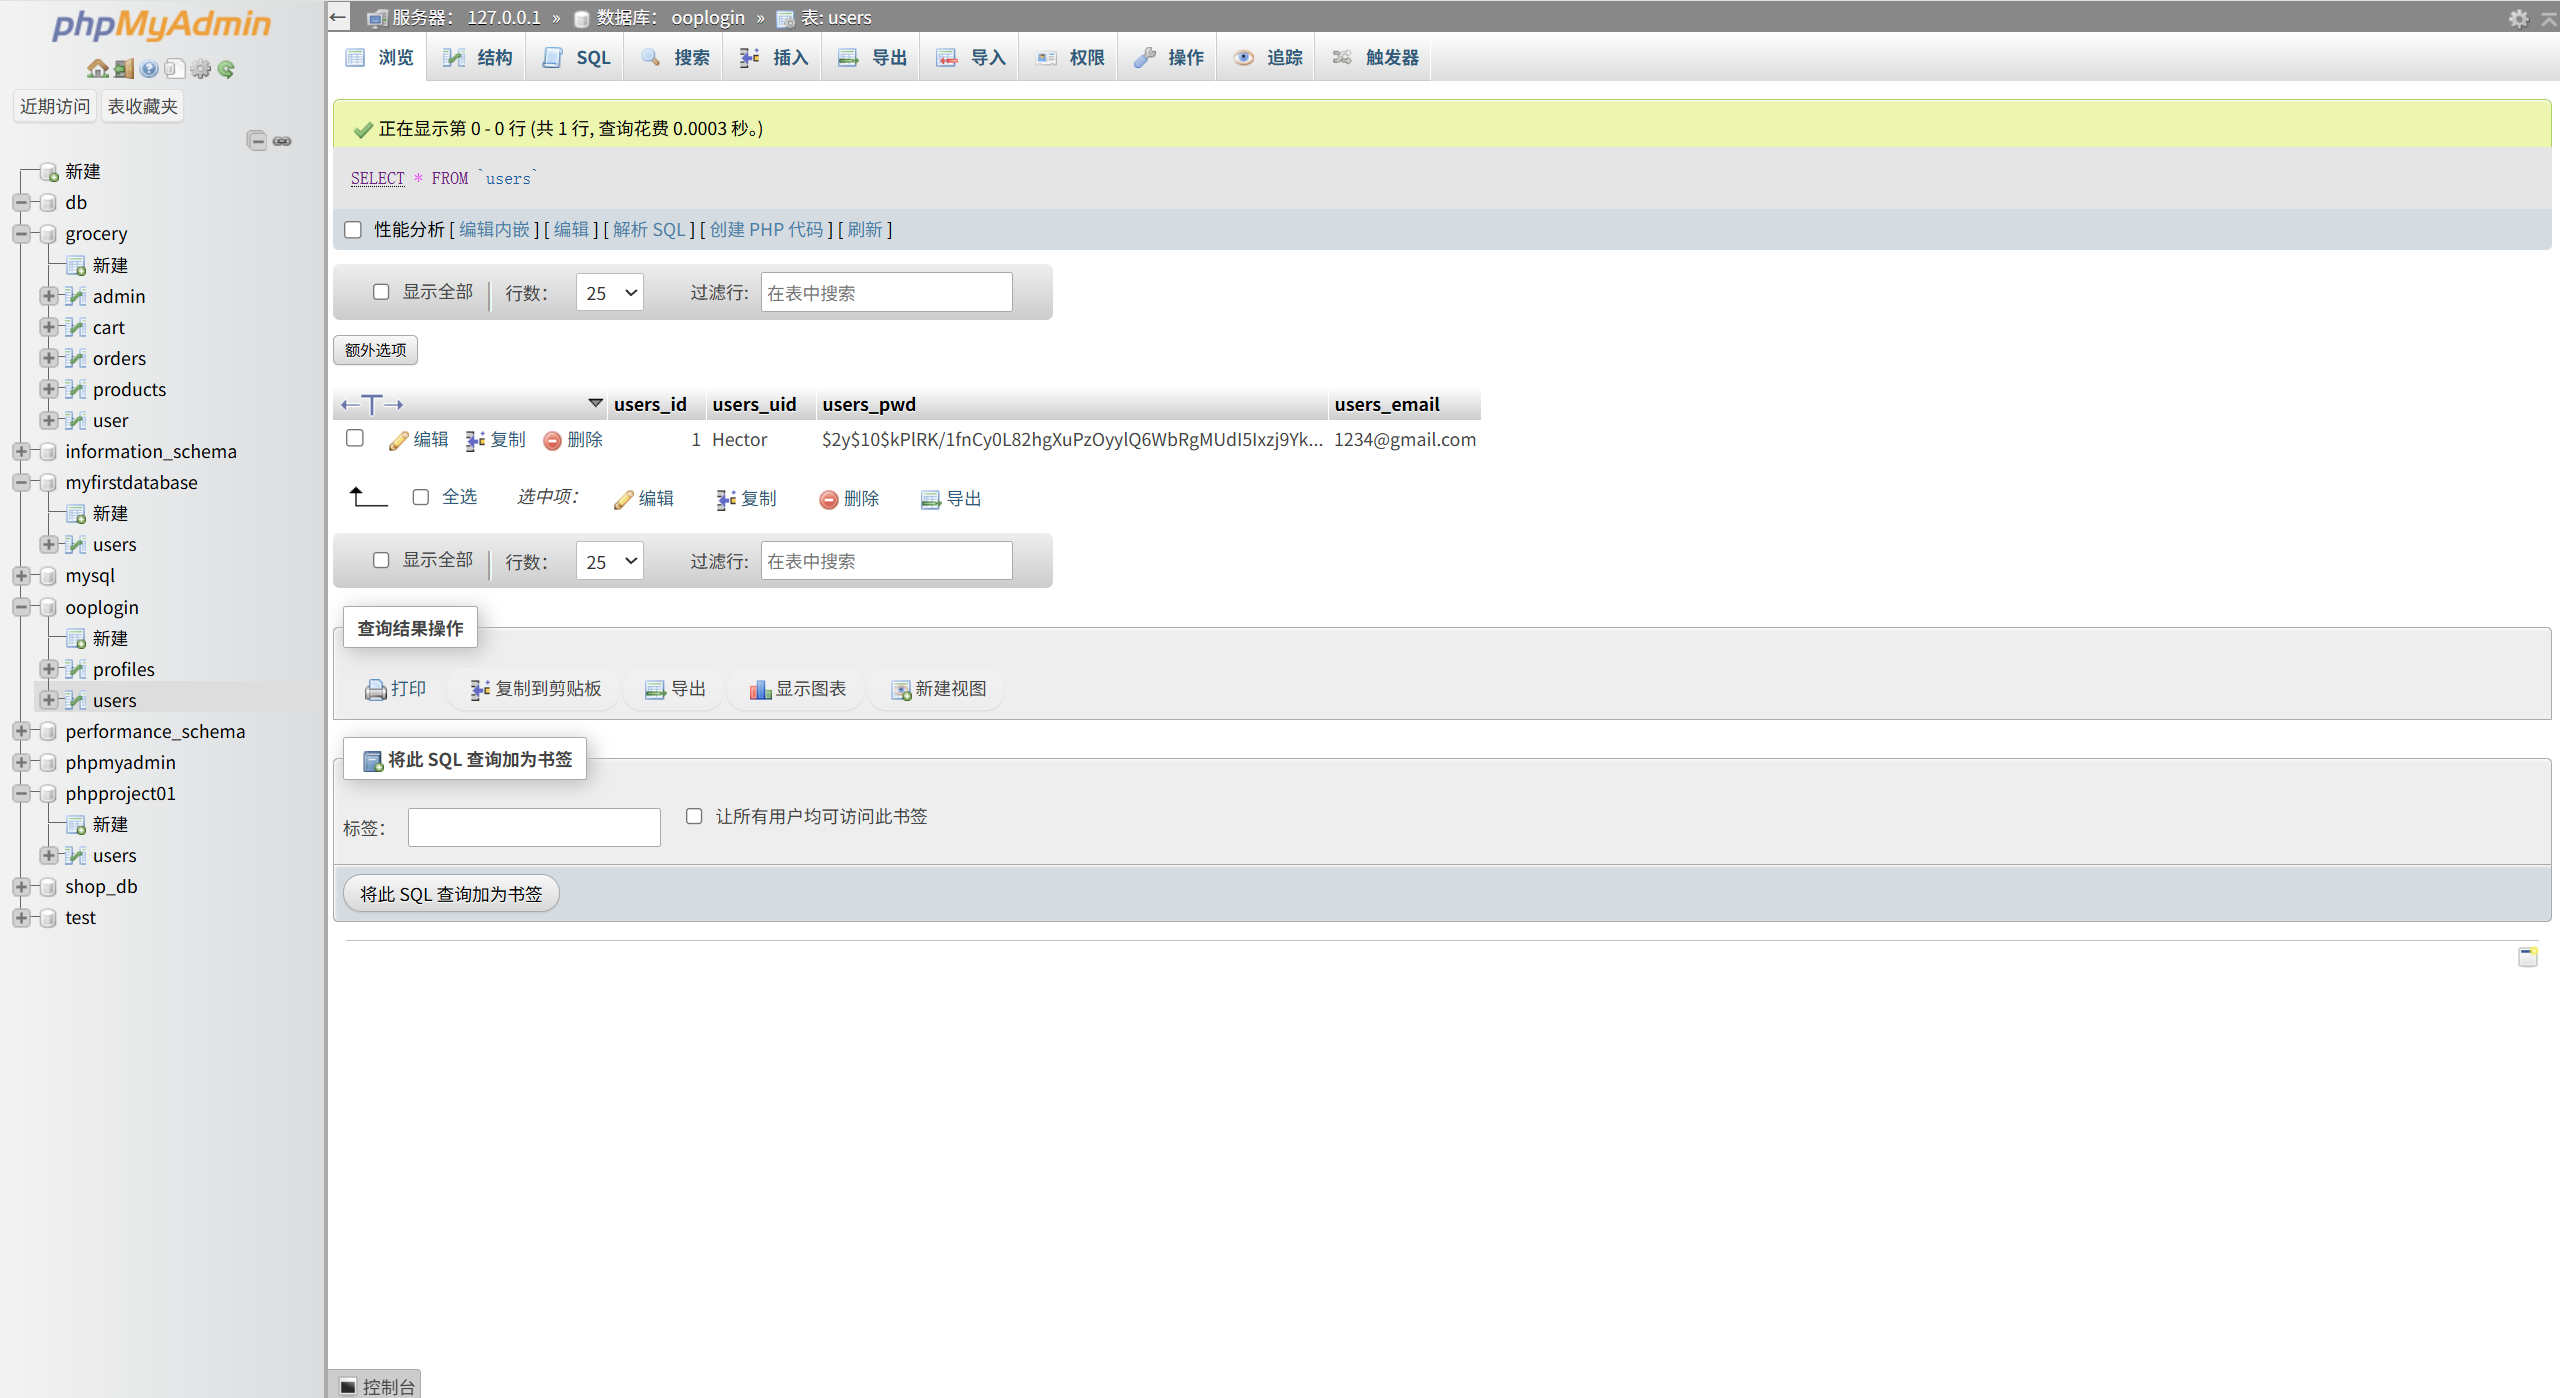 phpMyAdmin
近期访问 表收藏夹
新建
db
grocery
新建
admin
cart
orders
products
user
information_schema
myfirstdatabase
新建
users
mysql
ooplogin
新建
profiles
users
performance_schema
phpmyadmin
phpproject01
新建
users
shop_db
test
服务器： 127.0.0.1 » 数据库： ooplogin » 表: users
浏览 结构 SQL 搜索 插入 导出 导入 权限 操作 追踪 触发器
正在显示第 0 - 0 行 (共 1 行, 查询花费 0.0003 秒。)
SELECT * FROM `users`
性能分析 [ 编辑内嵌 ] [ 编辑 ] [ 解析 SQL ] [ 创建 PHP 代码 ] [ 刷新 ]
显示全部 行数： 25 过滤行: 在表中搜索
额外选项
←T→ users_id users_uid users_pwd users_email
编辑 复制 删除 1 Hector $2y$10$kPlRK/1fnCy0L82hgXuPzOyylQ6WbRgMUdI5Ixzj9Yk... 1234@gmail.com
全选 选中项： 编辑 复制 删除 导出
显示全部 行数： 25 过滤行: 在表中搜索
查询结果操作
打印 复制到剪贴板 导出 显示图表 新建视图
将此 SQL 查询加为书签
标签： 让所有用户均可访问此书签
将此 SQL 查询加为书签
控制台